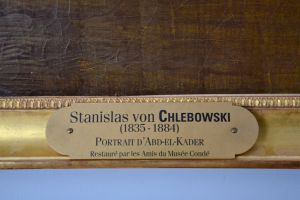 Stanislas von CHLEBOWSKI
(1835-1884)
PORTRAIT D'ABD-EL-KADER
Restauré par les Amis du Musée Condé